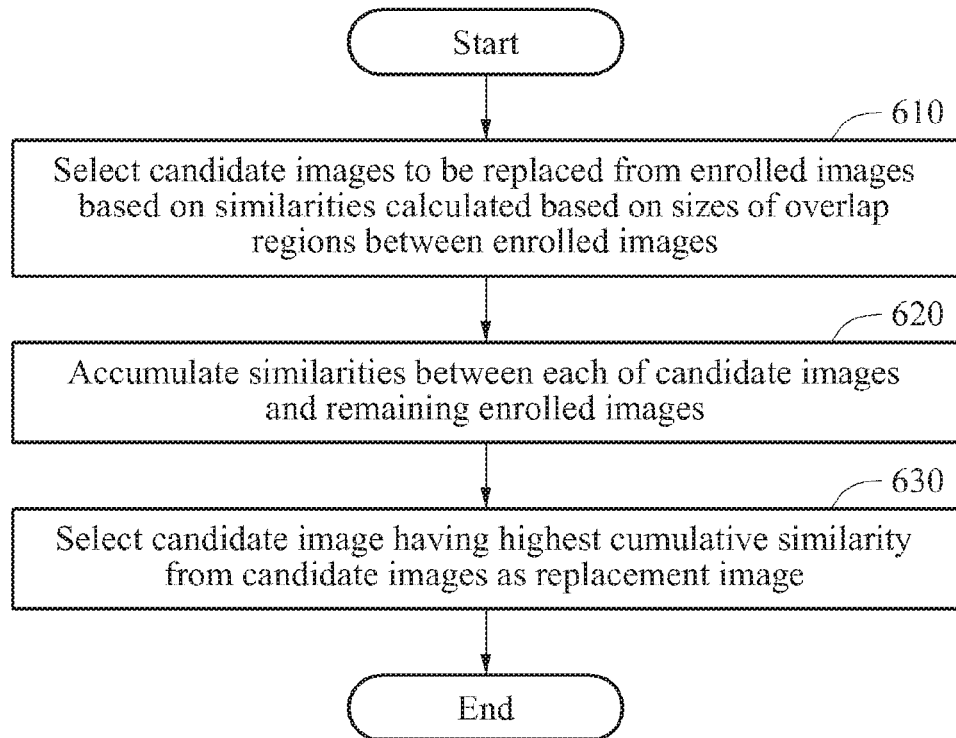 Start
610
Select candidate images to be replaced from enrolled images
based on similarities calculated based on sizes of overlap
regions between enrolled images
620
Accumulate similarities between each of candidate images
and remaining enrolled images
630
Select candidate image having highest cumulative similarity
from candidate images as replacement image
End